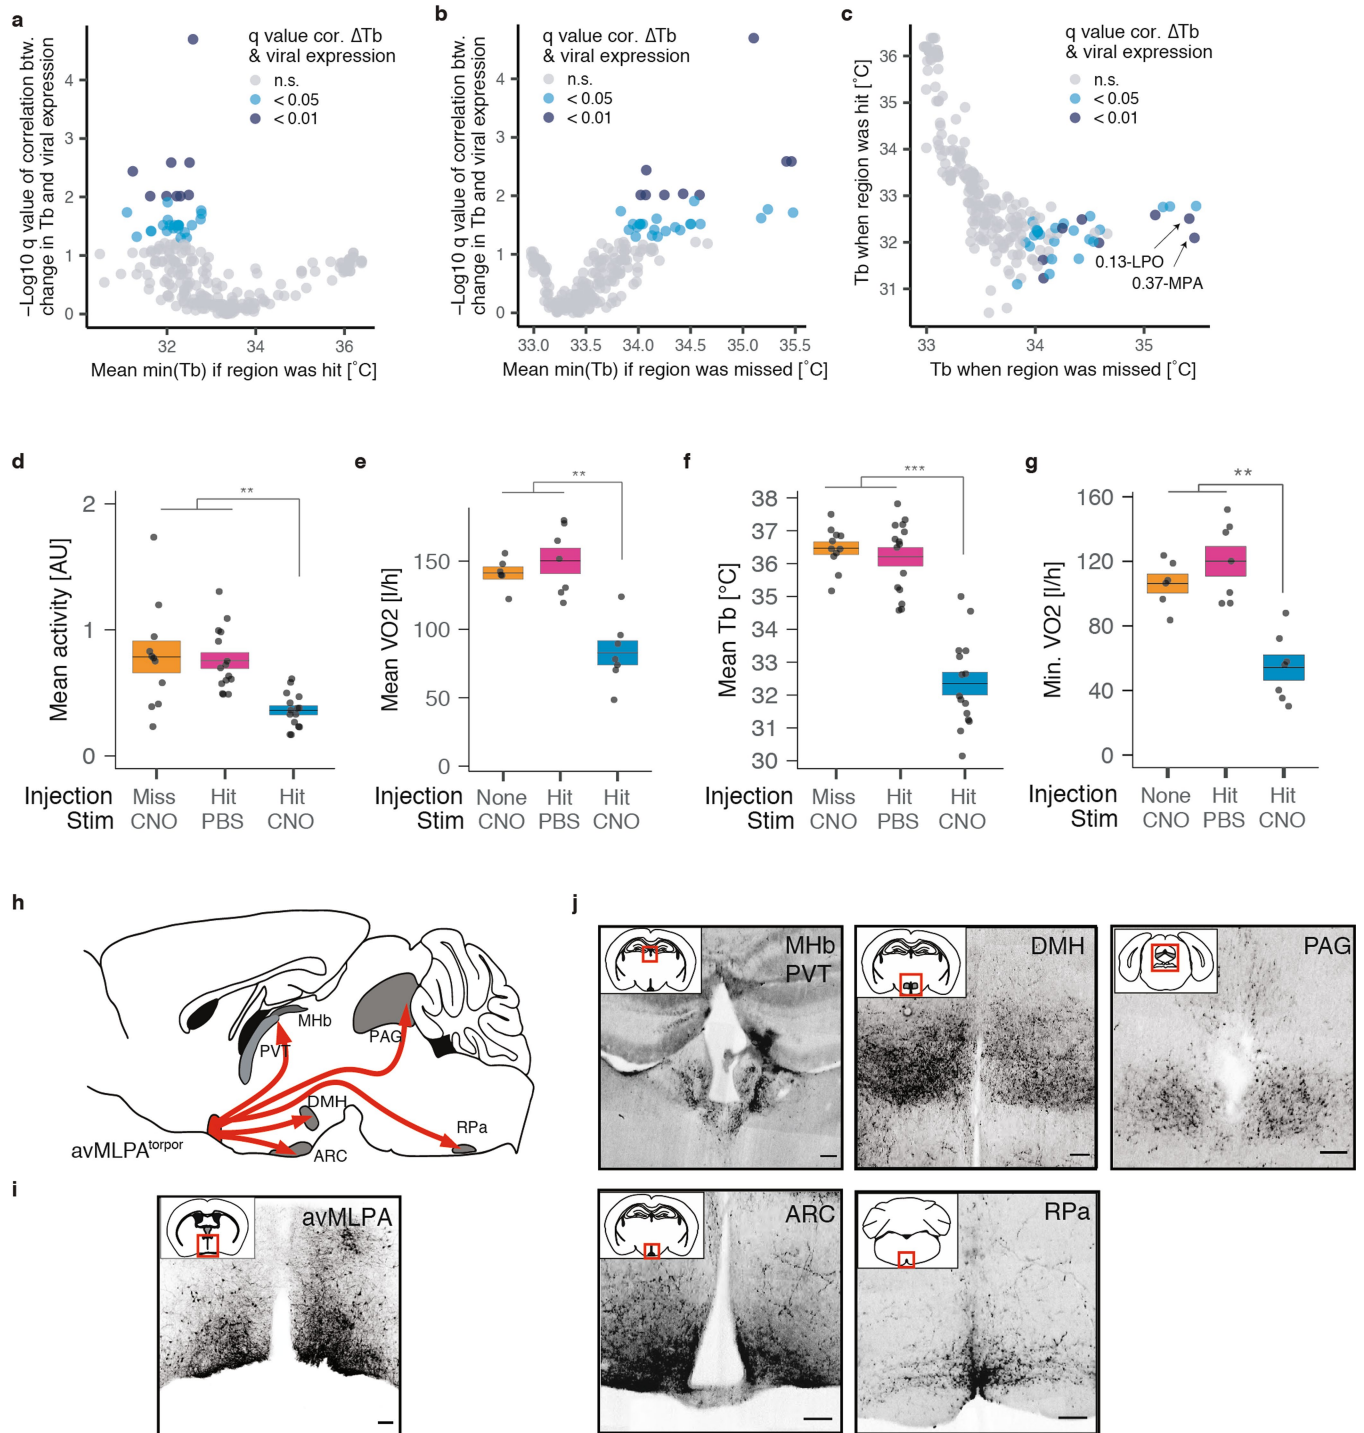 a
−Log10 q value of correlation btw.
change in Tb and viral expression
4
3
2
1
0
32
34
36
Mean min(Tb) if region was hit [˚C]
q value cor. ΔTb
& viral expression
n.s.
< 0.05
< 0.01
b
−Log10 q value of correlation btw.
change in Tb and viral expression
4
3
2
1
0
33.0
33.5
34.0
34.5
35.0
35.5
Mean min(Tb) if region was missed [˚C]
q value cor. ΔTb
& viral expression
n.s.
< 0.05
< 0.01
c
Tb when region was hit [˚C]
36
35
34
33
32
31
33
34
35
Tb when region was missed [˚C]
q value cor. ΔTb
& viral expression
n.s.
< 0.05
< 0.01
0.13-LPO
0.37-MPA
d
Mean activity [AU]
2
1
0
**
Injection Miss Hit Hit
Stim CNO PBS CNO
e
Mean VO2 [l/h]
150
100
50
0
**
Injection None Hit Hit
Stim CNO PBS CNO
f
Mean Tb [°C]
38
37
36
35
34
33
32
31
30
***
Injection Miss Hit Hit
Stim CNO PBS CNO
g
Min. VO2 [l/h]
160
120
80
40
0
**
Injection None Hit Hit
Stim CNO PBS CNO
h
MHb
PVT
PAG
DMH
RPa
ARC
avMLPAtorpor
i
avMLPA
j
MHb
PVT
DMH
PAG
ARC
RPa